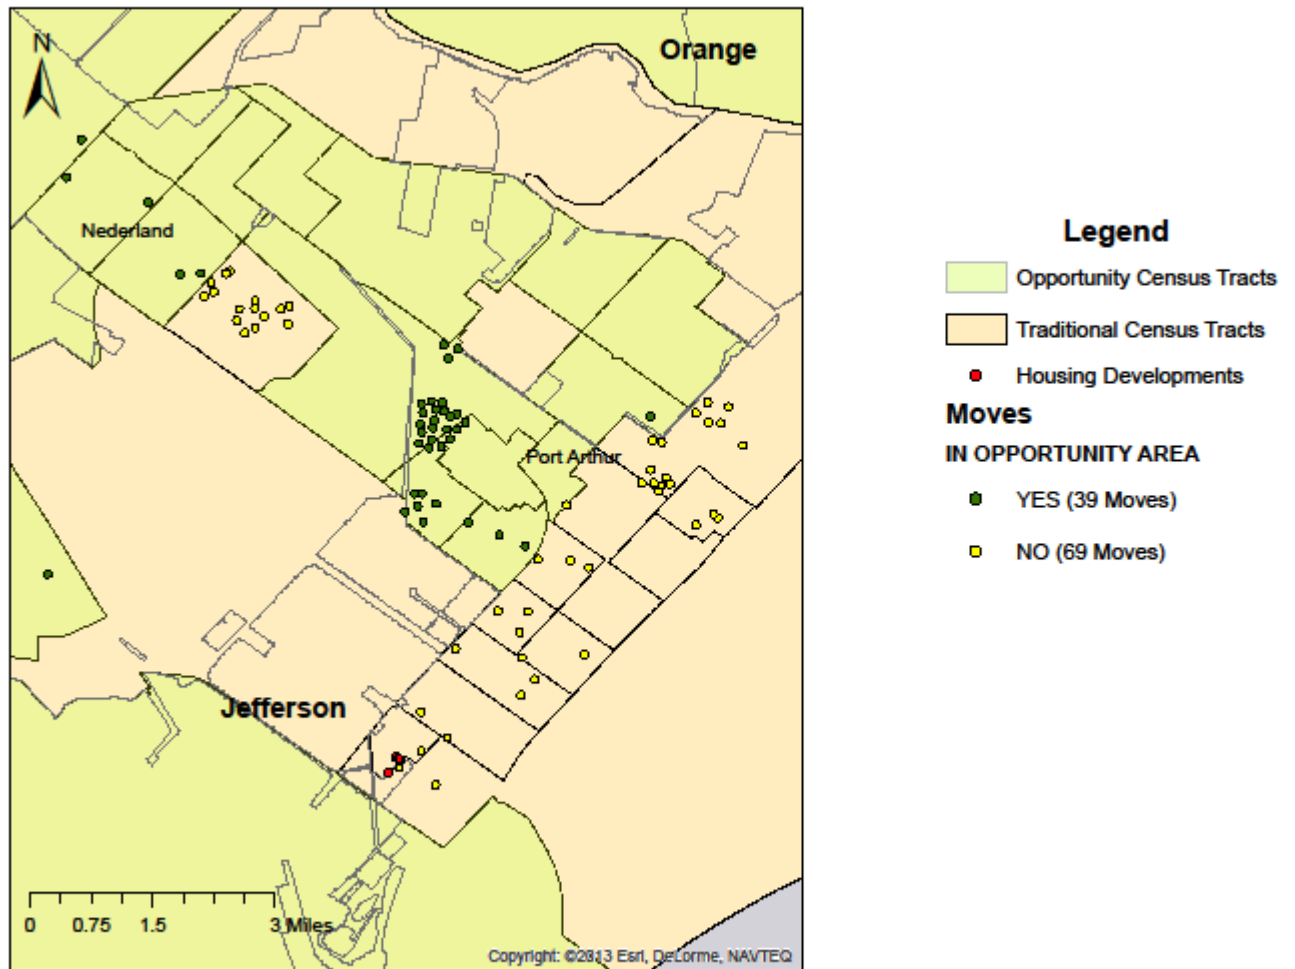 N
Orange
Nederland
Port Arthur
Jefferson
0 0.75 1.5 3 Miles
Copyright: ©2013 Esri, DeLorme, NAVTEQ
Legend
Opportunity Census Tracts
Traditional Census Tracts
Housing Developments
Moves
IN OPPORTUNITY AREA
YES (39 Moves)
NO (69 Moves)